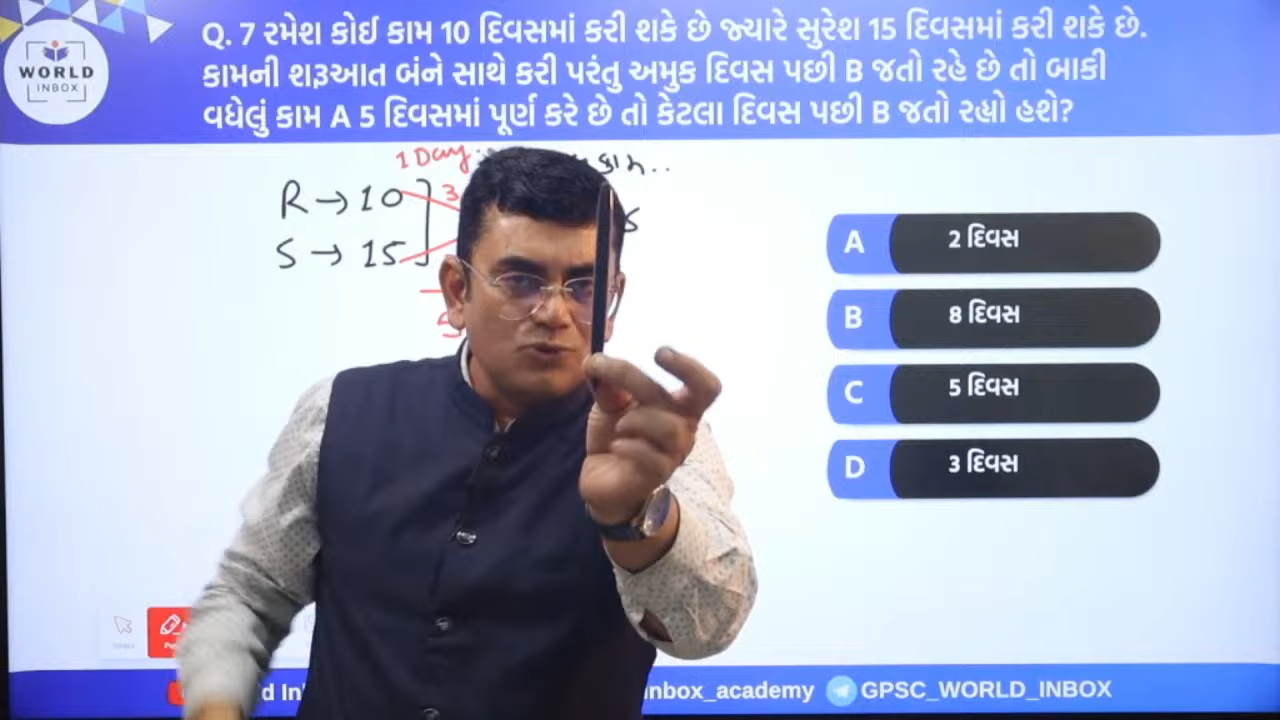 Q. 7 રમેશ કોઈ કામ 10 દિવસમાં કરી શકે છે જ્યારે સુરેશ 15 દિવસમાં કરી શકે છે.
કામની શરૂઆત બંને સાથે કરી પરંતુ અમુક દિવસ પછી B જતો રહે છે તો બાકી
વધેલું કામ A 5 દિવસમાં પૂર્ણ કરે છે તો કેટલા દિવસ પછી B જતો રહ્યો હશે?
WORLD
INBOX
1 Day
R → 10
3
S → 15
5
A 2 દિવસ
B 8 દિવસ
C 5 દિવસ
D 3 દિવસ
inbox_academy
GPSC_WORLD_INBOX